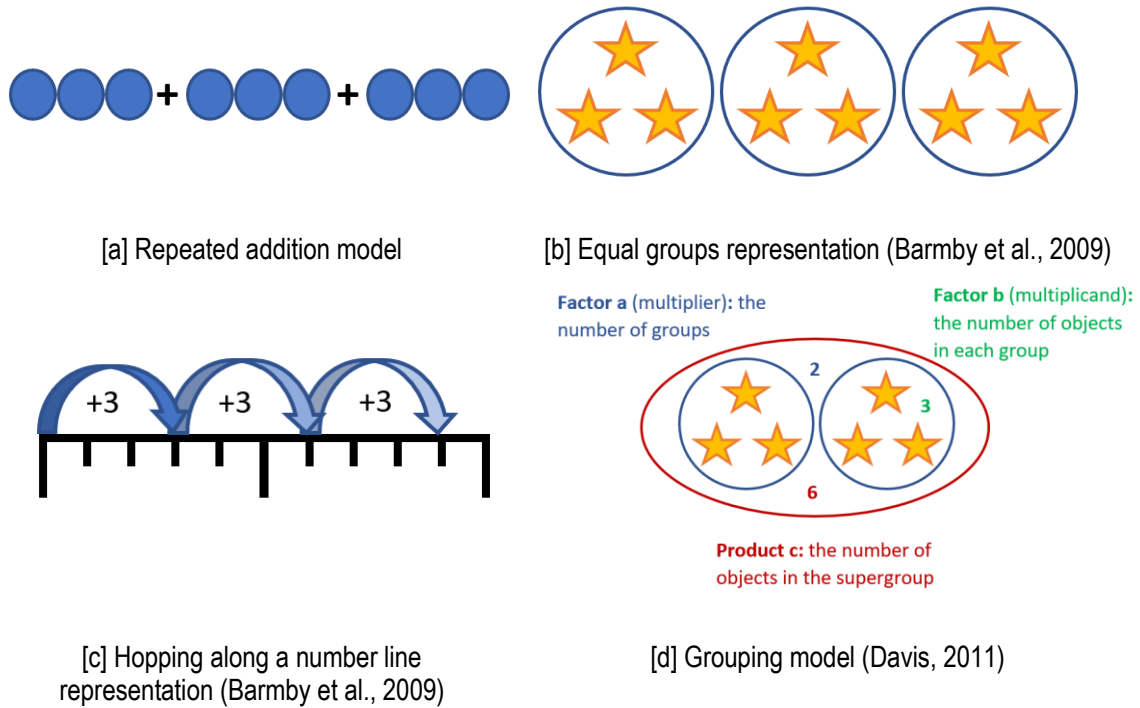 + +
[a] Repeated addition model
[b] Equal groups representation (Barmby et al., 2009)
+3 +3 +3
[c] Hopping along a number line
representation (Barmby et al., 2009)
Factor a (multiplier): the
number of groups
Factor b (multiplicand):
the number of objects
in each group
2
3
6
Product c: the number of
objects in the supergroup
[d] Grouping model (Davis, 2011)